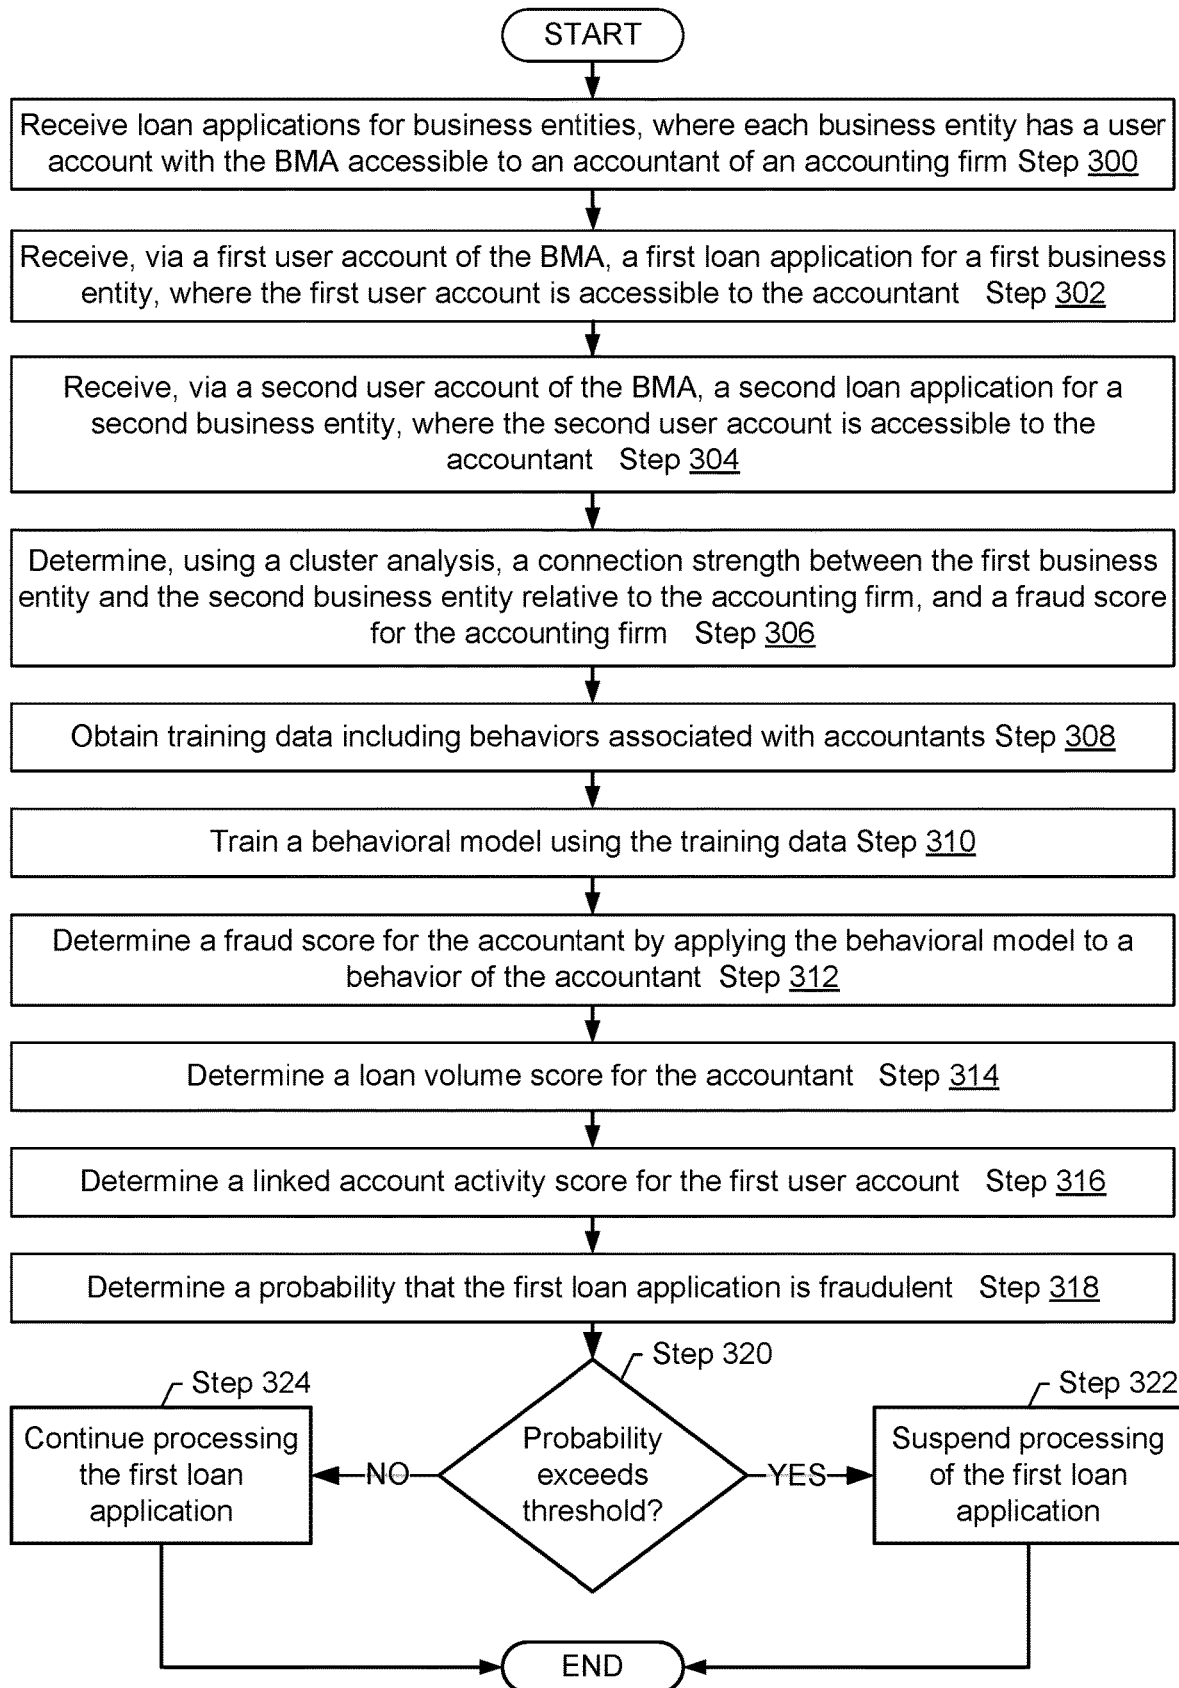 START
Receive loan applications for business entities, where each business entity has a user
account with the BMA accessible to an accountant of an accounting firm Step 300
Receive, via a first user account of the BMA, a first loan application for a first business
entity, where the first user account is accessible to the accountant Step 302
Receive, via a second user account of the BMA, a second loan application for a
second business entity, where the second user account is accessible to the
accountant Step 304
Determine, using a cluster analysis, a connection strength between the first business
entity and the second business entity relative to the accounting firm, and a fraud score
for the accounting firm Step 306
Obtain training data including behaviors associated with accountants Step 308
Train a behavioral model using the training data Step 310
Determine a fraud score for the accountant by applying the behavioral model to a
behavior of the accountant Step 312
Determine a loan volume score for the accountant Step 314
Determine a linked account activity score for the first user account Step 316
Determine a probability that the first loan application is fraudulent Step 318
Step 320
Step 324
Step 322
Continue processing
the first loan
application
NO
Probability
exceeds
threshold?
YES
Suspend processing
of the first loan
application
END